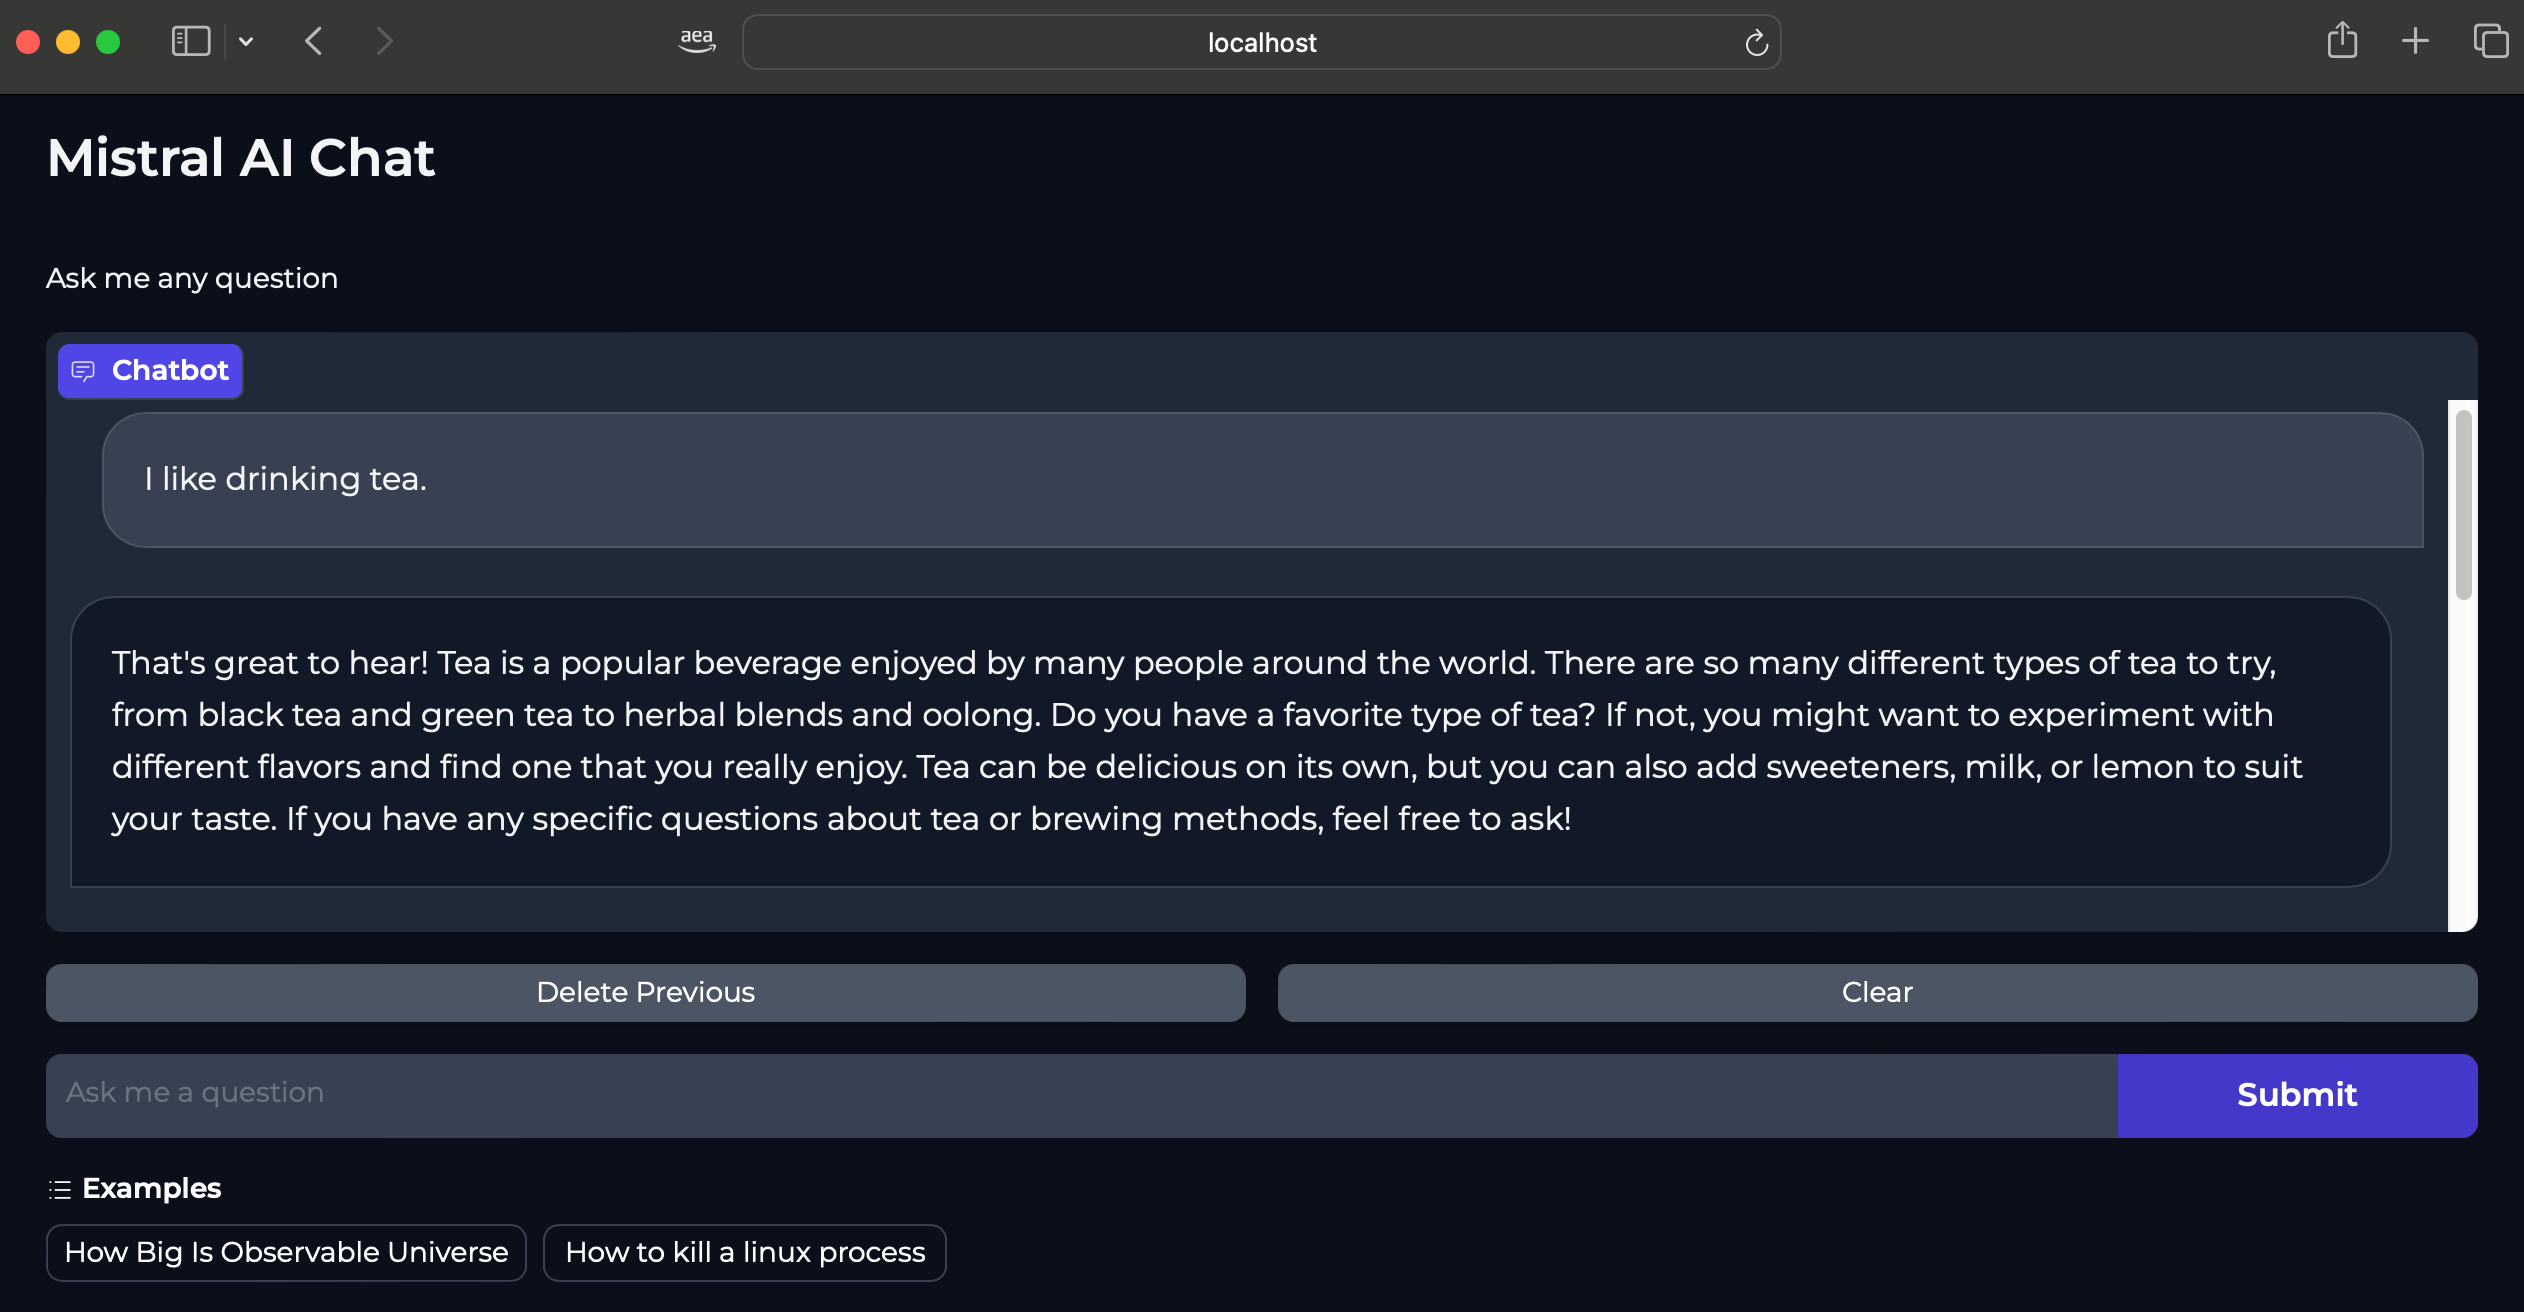 aea
localhost
Mistral AI Chat
Ask me any question
Chatbot
I like drinking tea.
That's great to hear! Tea is a popular beverage enjoyed by many people around the world. There are so many different types of tea to try,
from black tea and green tea to herbal blends and oolong. Do you have a favorite type of tea? If not, you might want to experiment with
different flavors and find one that you really enjoy. Tea can be delicious on its own, but you can also add sweeteners, milk, or lemon to suit
your taste. If you have any specific questions about tea or brewing methods, feel free to ask!
Delete Previous
Clear
Ask me a question
Submit
Examples
How Big Is Observable Universe
How to kill a linux process